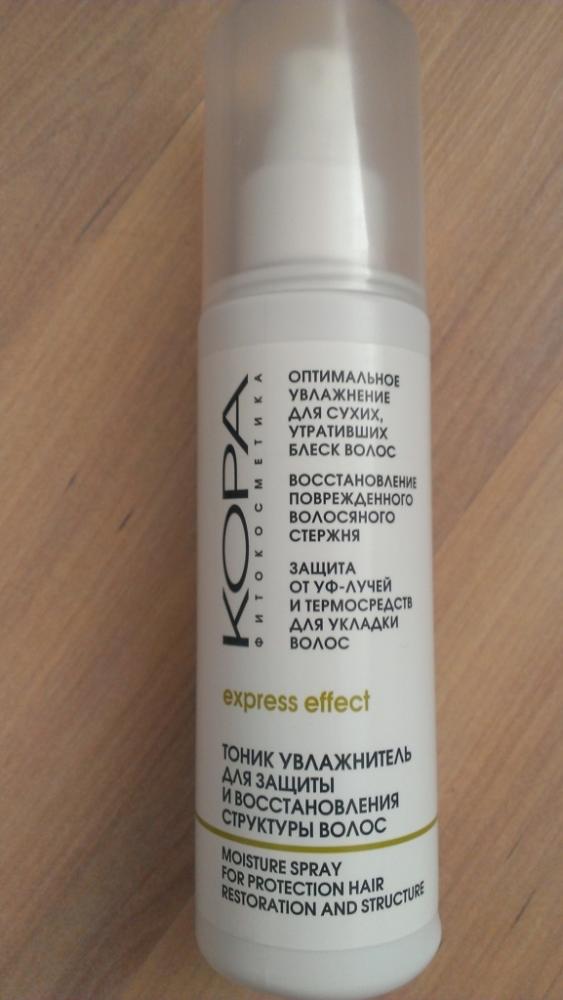 КОРА
ФИТОКОСМЕТИКА
ОПТИМАЛЬНОЕ
УВЛАЖНЕНИЕ
ДЛЯ СУХИХ,
УТРАТИВШИХ
БЛЕСК ВОЛОС
ВОССТАНОВЛЕНИЕ
ПОВРЕЖДЕННОГО
ВОЛОСЯНОГО
СТЕРЖНЯ
ЗАЩИТА
ОТ УФ-ЛУЧЕЙ
И ТЕРМОСРЕДСТВ
ДЛЯ УКЛАДКИ
ВОЛОС
express effect
ТОНИК УВЛАЖНИТЕЛЬ
ДЛЯ ЗАЩИТЫ
И ВОССТАНОВЛЕНИЯ
СТРУКТУРЫ ВОЛОС
MOISTURE SPRAY
FOR PROTECTION HAIR
RESTORATION AND STRUCTURE